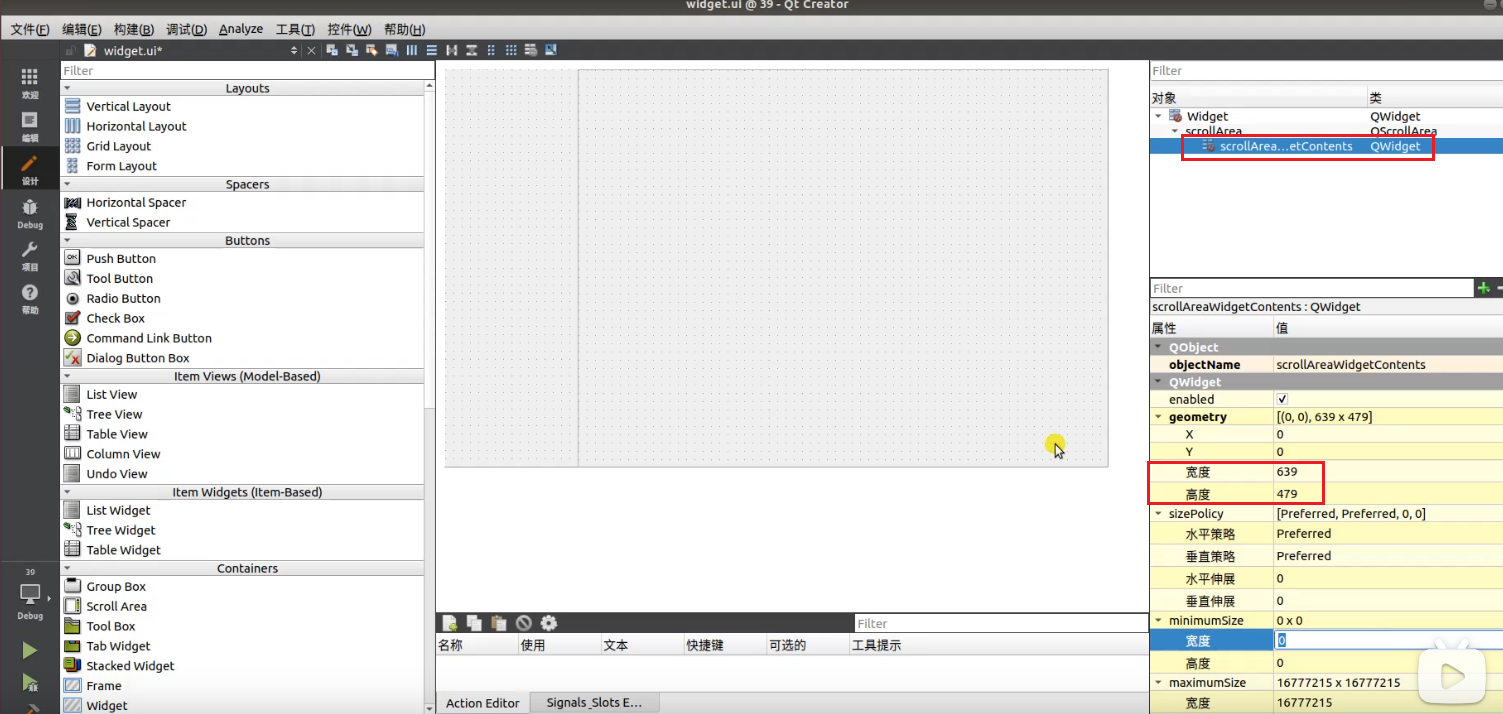 widget.ui @ 39 - Qt Creator
文件(F) 编辑(E) 构建(B) 调试(D) Analyze 工具(T) 控件(W) 帮助(H)
widget.ui*
欢迎
编辑
设计
Debug
项目
帮助
39
Debug
Filter
Layouts
Vertical Layout
Horizontal Layout
Grid Layout
Form Layout
Spacers
Horizontal Spacer
Vertical Spacer
Buttons
OK
Push Button
Tool Button
Radio Button
Check Box
Command Link Button
Dialog Button Box
Item Views (Model-Based)
List View
Tree View
Table View
Column View
Undo View
Item Widgets (Item-Based)
List Widget
Tree Widget
Table Widget
Containers
Group Box
Scroll Area
Tool Box
Tab Widget
Stacked Widget
Frame
Widget
Filter
名称 使用 文本 快捷键 可选的 工具提示
Action Editor Signals_Slots E...
Filter
对象 类
Widget QWidget
scrollArea QScrollArea
scrollArea...etContents QWidget
Filter
scrollAreaWidgetContents : QWidget
属性 值
QObject
objectName scrollAreaWidgetContents
QWidget
enabled
geometry [(0, 0), 639 x 479]
X 0
Y 0
宽度 639
高度 479
sizePolicy [Preferred, Preferred, 0, 0]
水平策略 Preferred
垂直策略 Preferred
水平伸展 0
垂直伸展 0
minimumSize 0 x 0
宽度 0
高度 0
maximumSize 16777215 x 16777215
宽度 16777215